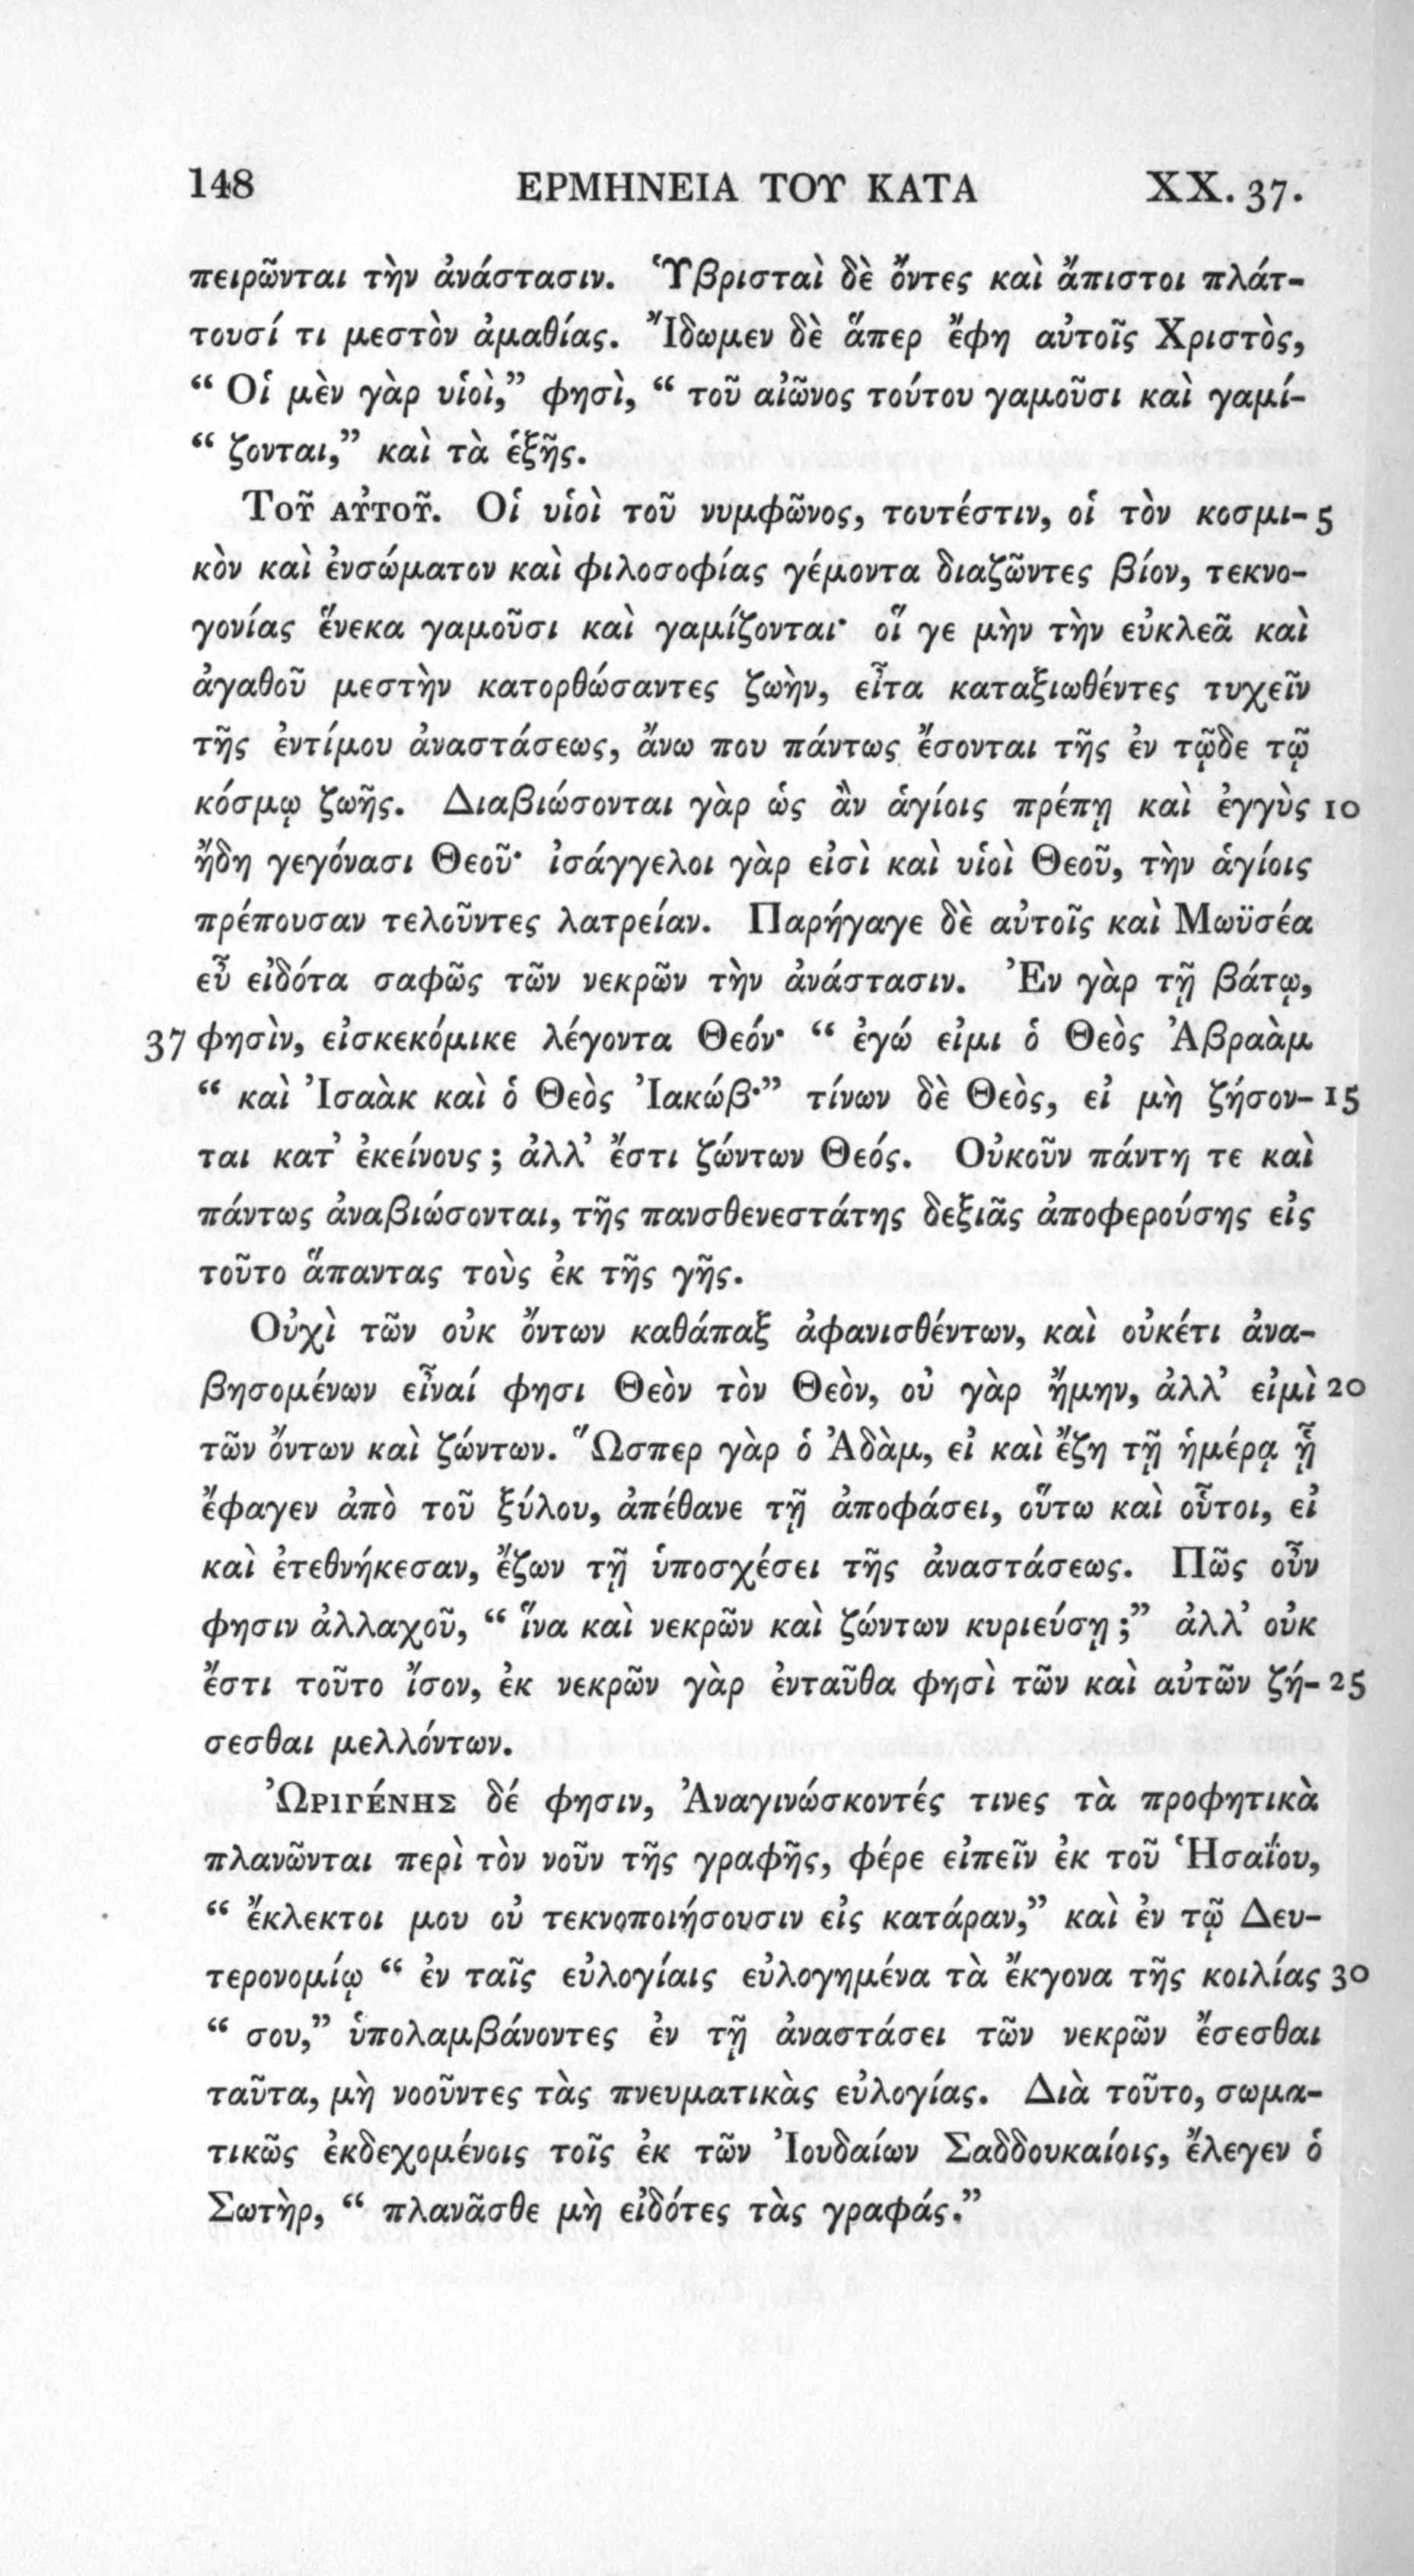 148 ΕΡΜΗΝΕΙΑ ΤΟΥ ΚΑΤΑ XX. 37.
πειρῶνται τὴν ἀνάστασιν. Ὑβρισταὶ δὲ ὄντες καὶ ἄπιστοι πλάτ-
τουσί τι μεστὸν ἀμαθίας. Ἴδωμεν δὲ ἅπερ ἔφη αὐτοῖς Χριστὸς,
“ Οἱ μὲν γὰρ υἱοὶ,” φησὶ, “ τοῦ αἰῶνος τούτου γαμοῦσι καὶ γαμί-
“ ζονται,” καὶ τὰ ἑξῆς.
Τοῦ αὐτοῦ. Οἱ υἱοὶ τοῦ νυμφῶνος, τουτέστιν, οἱ τὸν κοσμι- 5
κὸν καὶ ἐνσώματον καὶ φιλοσοφίας γέμοντα διαζῶντες βίον, τεκνο-
γονίας ἕνεκα γαμοῦσι καὶ γαμίζονται· οἵ γε μὴν τὴν εὐκλεᾶ καὶ
ἀγαθοῦ μεστὴν κατορθώσαντες ζωὴν, εἶτα καταξιωθέντες τυχεῖν
τῆς ἐντίμου ἀναστάσεως, ἄνω που πάντως ἔσονται τῆς ἐν τῷδε τῷ
κόσμῳ ζωῆς. Διαβιώσονται γὰρ ὡς ἂν ἁγίοις πρέπῃ καὶ ἐγγὺς 10
ἤδη γεγόνασι Θεοῦ· ἰσάγγελοι γὰρ εἰσὶ καὶ υἱοὶ Θεοῦ, τὴν ἁγίοις
πρέπουσαν τελοῦντες λατρείαν. Παρήγαγε δὲ αὐτοῖς καὶ Μωϋσέα
εὖ εἰδότα σαφῶς τῶν νεκρῶν τὴν ἀνάστασιν. Ἐν γὰρ τῇ βάτῳ,
37 φησὶν, εἰσκεκόμικε λέγοντα Θεόν· “ ἐγώ εἰμι ὁ Θεὸς Ἀβραὰμ
“ καὶ Ἰσαὰκ καὶ ὁ Θεὸς Ἰακώβ·” τίνων δὲ Θεὸς, εἰ μὴ ζήσον- 15
ται κατ’ ἐκείνους ; ἀλλ’ ἔστι ζώντων Θεός. Οὐκοῦν πάντη τε καὶ
πάντως ἀναβιώσονται, τῆς πανσθενεστάτης δεξιᾶς ἀποφερούσης εἰς
τοῦτο ἅπαντας τοὺς ἐκ τῆς γῆς.
Οὐχὶ τῶν οὐκ ὄντων καθάπαξ ἀφανισθέντων, καὶ οὐκέτι ἀνα-
βησομένων εἶναί φησι Θεὸν τὸν Θεὸν, οὐ γὰρ ἤμην, ἀλλ’ εἰμὶ 20
τῶν ὄντων καὶ ζώντων. Ὥσπερ γὰρ ὁ Ἀδὰμ, εἰ καὶ ἔζη τῇ ἡμέρᾳ ᾗ
ἔφαγεν ἀπὸ τοῦ ξύλου, ἀπέθανε τῇ ἀποφάσει, οὕτω καὶ οὗτοι, εἰ
καὶ ἐτεθνήκεσαν, ἔζων τῇ ὑποσχέσει τῆς ἀναστάσεως. Πῶς οὖν
φησιν ἀλλαχοῦ, “ ἵνα καὶ νεκρῶν καὶ ζώντων κυριεύσῃ ;” ἀλλ’ οὐκ
ἔστι τοῦτο ἴσον, ἐκ νεκρῶν γὰρ ἐνταῦθα φησὶ τῶν καὶ αὐτῶν ζή- 25
σεσθαι μελλόντων.
Ὠριγένης δέ φησιν, Ἀναγινώσκοντές τινες τὰ προφητικὰ
πλανῶνται περὶ τὸν νοῦν τῆς γραφῆς, φέρε εἰπεῖν ἐκ τοῦ Ἡσαΐου,
“ ἔκλεκτοι μου οὐ τεκνοποιήσουσιν εἰς κατάραν,” καὶ ἐν τῷ Δευ-
τερονομίῳ “ ἐν ταῖς εὐλογίαις εὐλογημένα τὰ ἔκγονα τῆς κοιλίας 30
“ σου,” ὑπολαμβάνοντες ἐν τῇ ἀναστάσει τῶν νεκρῶν ἔσεσθαι
ταῦτα, μὴ νοοῦντες τὰς πνευματικὰς εὐλογίας. Διὰ τοῦτο, σωμα-
τικῶς ἐκδεχομένοις τοῖς ἐκ τῶν Ἰουδαίων Σαδδουκαίοις, ἔλεγεν ὁ
Σωτὴρ, “ πλανᾶσθε μὴ εἰδότες τὰς γραφάς.”